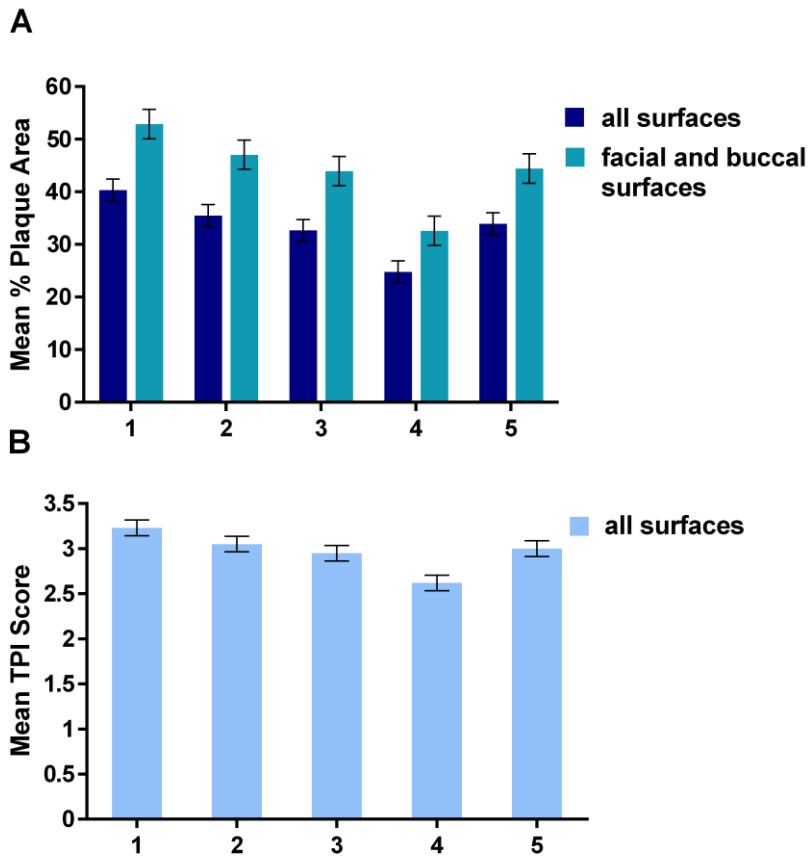 A
Mean % Plaque Area
60
50
40
30
20
10
0
1 2 3 4 5
all surfaces
facial and buccal
surfaces
B
Mean TPI Score
3.5
3
2.5
2
1.5
1
0.5
0
1 2 3 4 5
all surfaces